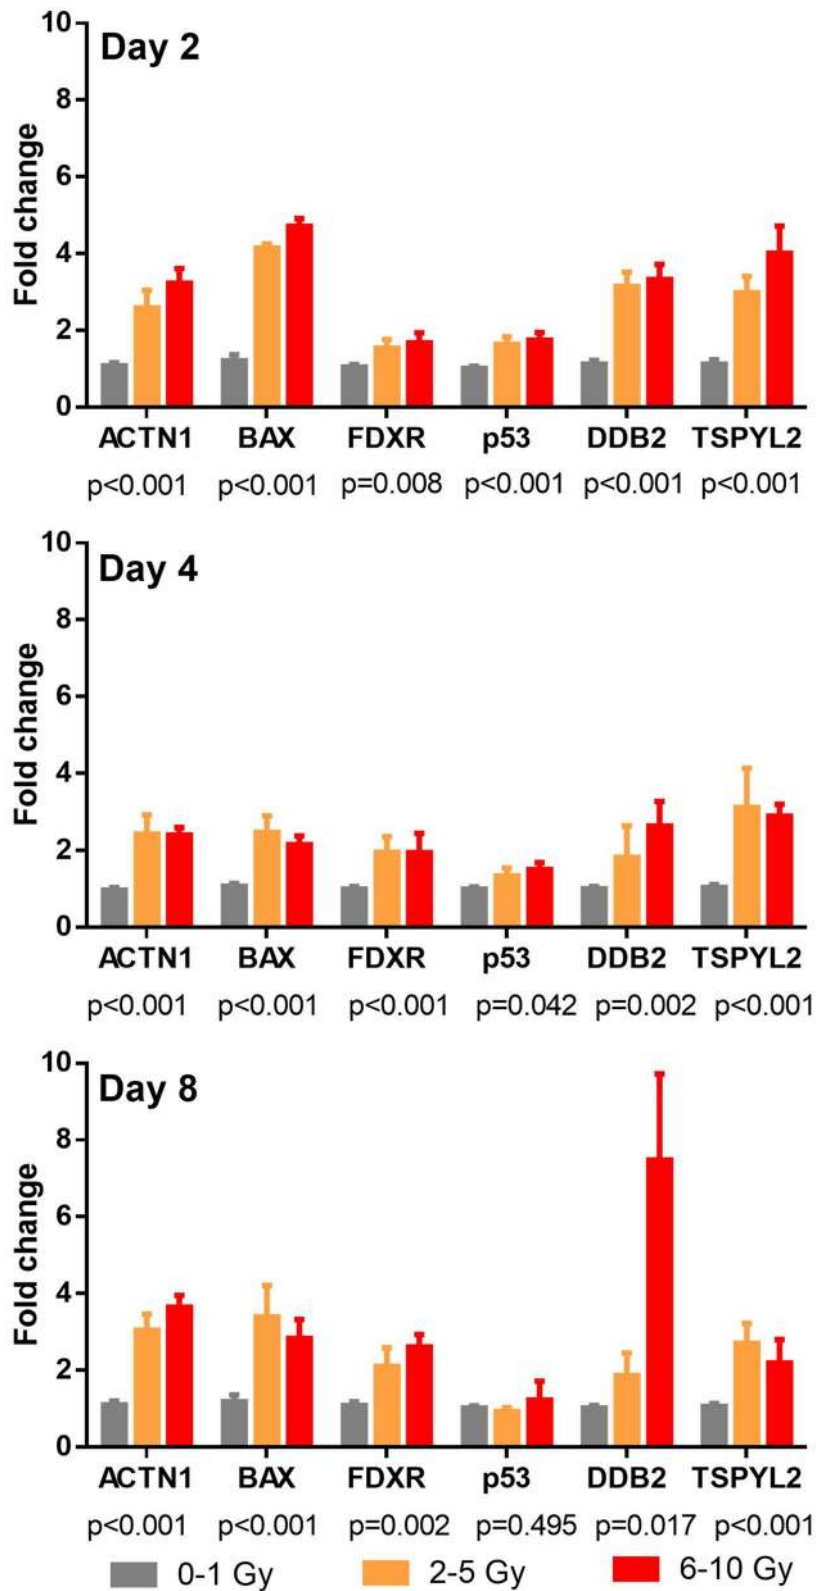 Day 2
Fold change
10
8
6
4
2
0
ACTN1 BAX FDXR p53 DDB2 TSPYL2
p<0.001 p<0.001 p=0.008 p<0.001 p<0.001 p<0.001
Day 4
Fold change
10
8
6
4
2
0
ACTN1 BAX FDXR p53 DDB2 TSPYL2
p<0.001 p<0.001 p<0.001 p=0.042 p=0.002 p<0.001
Day 8
Fold change
10
8
6
4
2
0
ACTN1 BAX FDXR p53 DDB2 TSPYL2
p<0.001 p<0.001 p=0.002 p=0.495 p=0.017 p<0.001
0-1 Gy 2-5 Gy 6-10 Gy